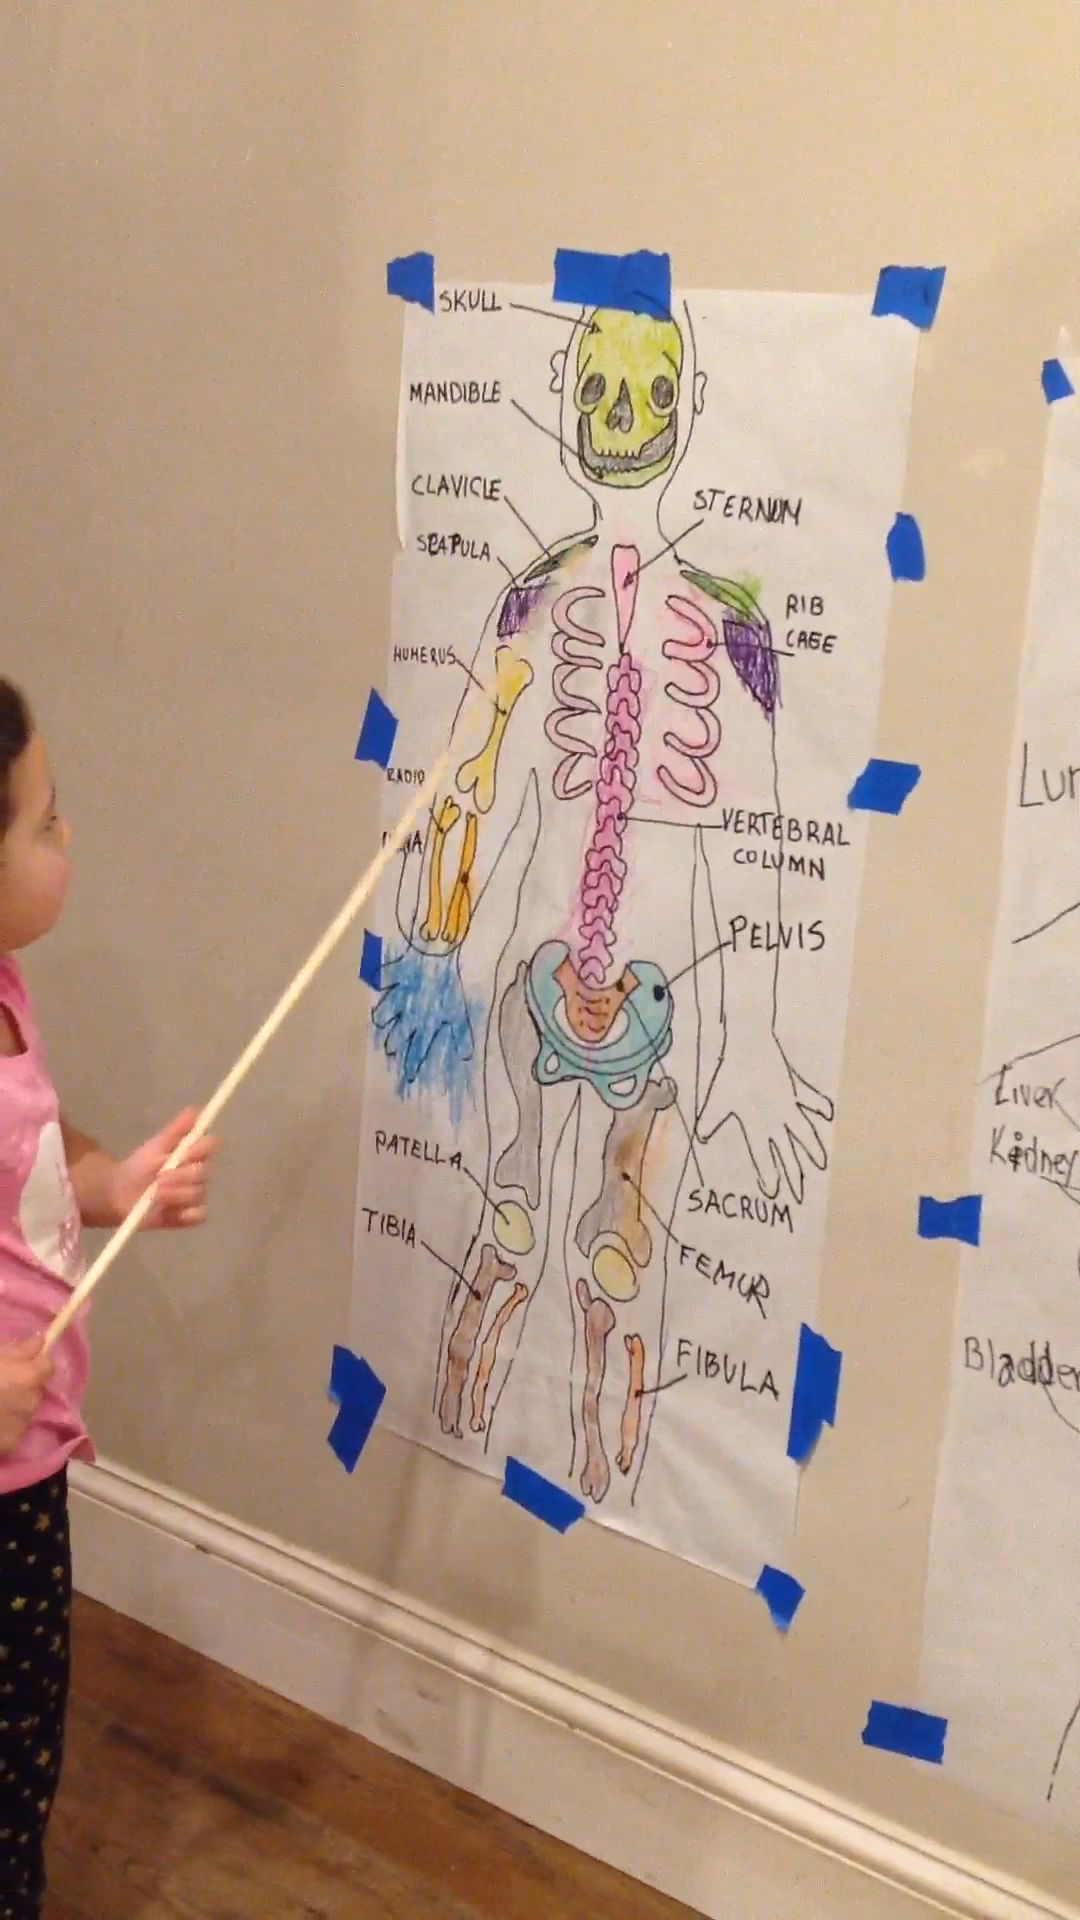 SKULL
MANDIBLE
CLAVICLE
STERNUM
SPAPULA
RIB
CAGE
HUMERUS
RADIO
VERTEBRAL
COLUMN
PELVIS
PATELLA
SACRUM
TIBIA
FEMUR
FIBULA
Liver
Kidney
Bladder